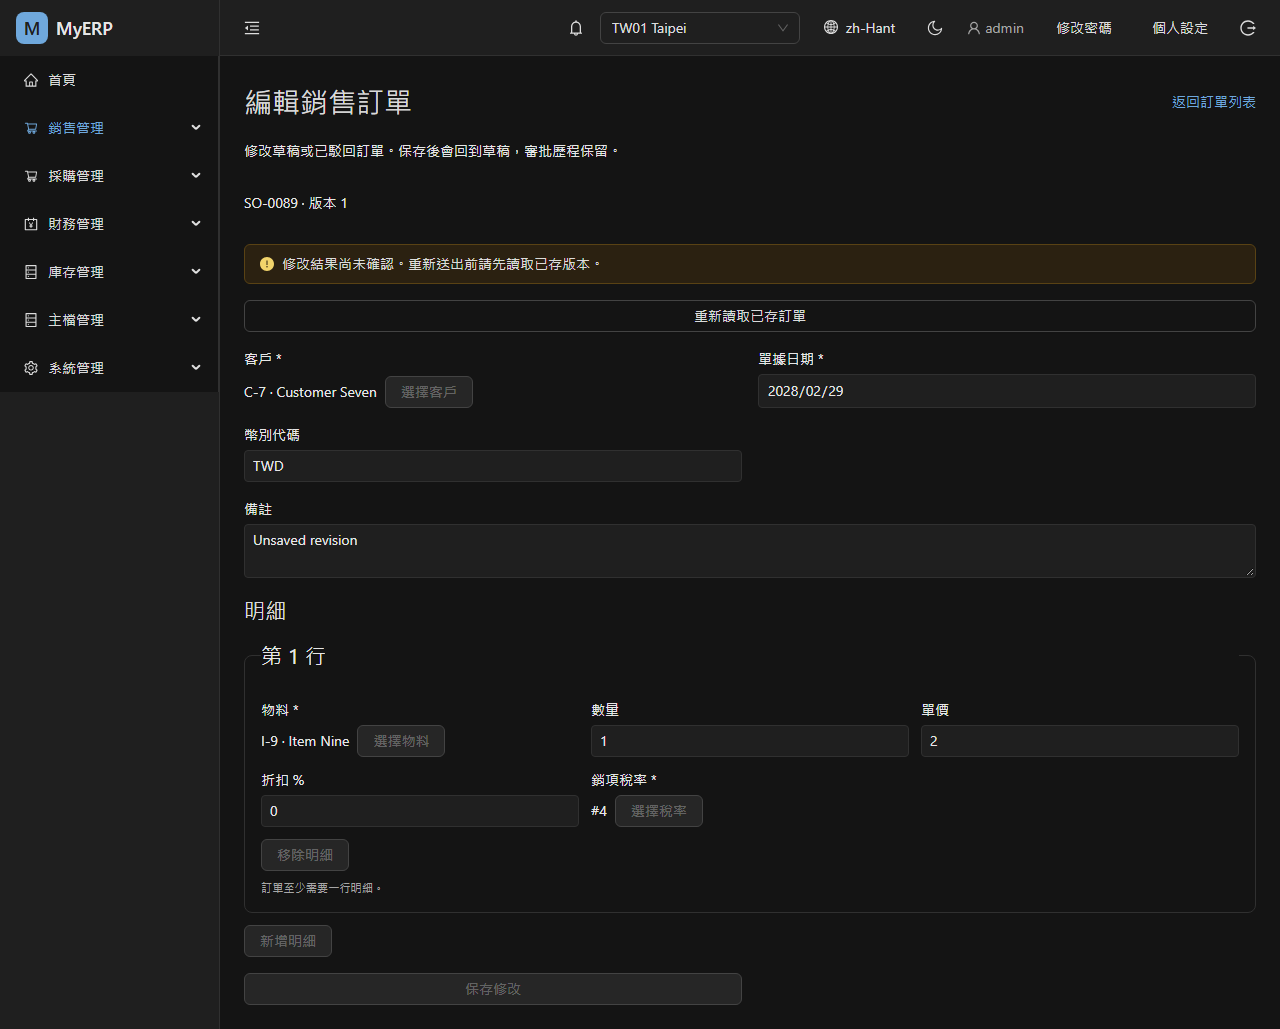 M MyERP
TW01 Taipei
zh-Hant
admin
修改密碼
個人設定
首頁
銷售管理
採購管理
財務管理
庫存管理
主檔管理
系統管理
編輯銷售訂單
返回訂單列表
修改草稿或已駁回訂單。保存後會回到草稿，審批歷程保留。
SO-0089 · 版本 1
修改結果尚未確認。重新送出前請先讀取已存版本。
重新讀取已存訂單
客戶 *
C-7 · Customer Seven 選擇客戶
單據日期 *
2028/02/29
幣別代碼
TWD
備註
Unsaved revision
明細
第 1 行
物料 *
I-9 · Item Nine 選擇物料
數量
1
單價
2
折扣 %
0
銷項稅率 *
#4 選擇稅率
移除明細
訂單至少需要一行明細。
新增明細
保存修改